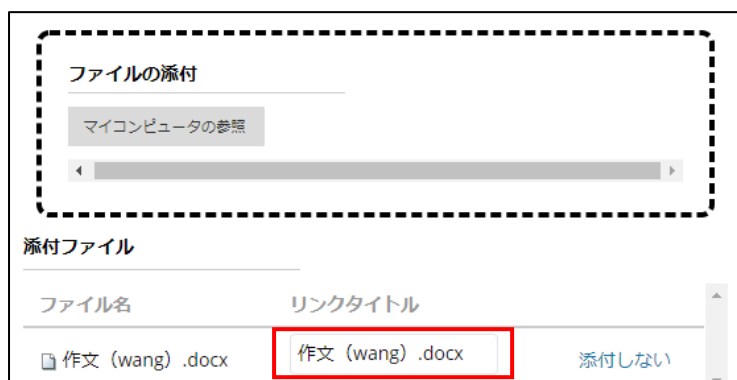 ファイルの添付
マイコンピュータの参照
添付ファイル
ファイル名 リンクタイトル
作文（wang）.docx 作文（wang）.docx 添付しない